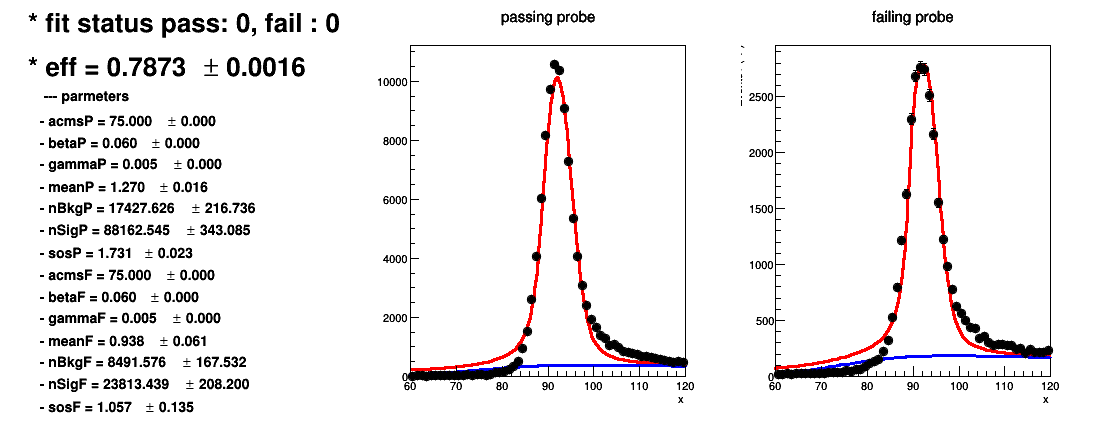 * fit status pass: 0, fail : 0
* eff = 0.7873 ± 0.0016
--- parmeters
- acmsP = 75.000 ± 0.000
- betaP = 0.060 ± 0.000
- gammaP = 0.005 ± 0.000
- meanP = 1.270 ± 0.016
- nBkgP = 17427.626 ± 216.736
- nSigP = 88162.545 ± 343.085
- sosP = 1.731 ± 0.023
- acmsF = 75.000 ± 0.000
- betaF = 0.060 ± 0.000
- gammaF = 0.005 ± 0.000
- meanF = 0.938 ± 0.061
- nBkgF = 8491.576 ± 167.532
- nSigF = 23813.439 ± 208.200
- sosF = 1.057 ± 0.135
passing probe
10000
8000
6000
4000
2000
0
60 70 80 90 100 110 120
x
failing probe
2500
2000
1500
1000
500
0
60 70 80 90 100 110 120
x